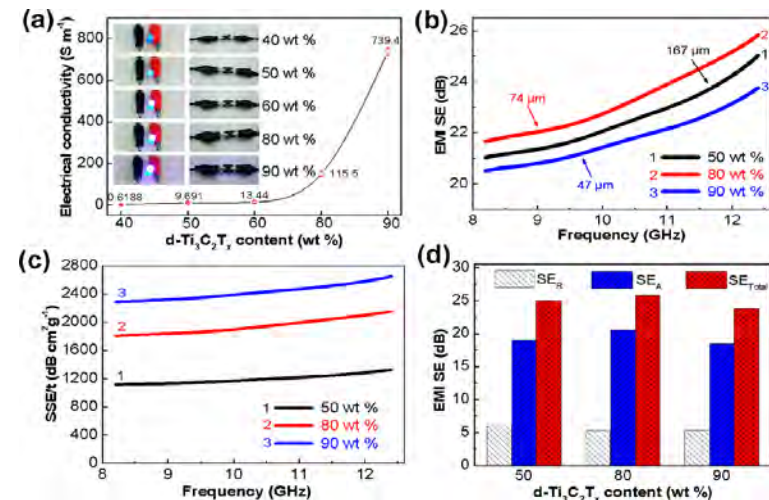 (a)
Electrical conductivity (S m⁻¹)
800
600
400
200
0
40 wt %
50 wt %
60 wt %
80 wt %
90 wt %
0.6188
9.691
13.44
115.5
739.4
40 50 60 70 80 90
d-Ti₃C₂Tₓ content (wt %)
(b)
EMI SE (dB)
26
24
22
20
74 μm
167 μm
47 μm
2
1
3
1 50 wt %
2 80 wt %
3 90 wt %
9 10 11 12
Frequency (GHz)
(c)
SSE/t (dB cm²g⁻¹)
2800
2400
2000
1600
1200
800
400
3
2
1
1 50 wt %
2 80 wt %
3 90 wt %
8 9 10 11 12
Frequency (GHz)
(d)
EMI SE (dB)
30
25
20
15
10
5
0
SE_R SE_A SE_Total
50 80 90
d-Ti₃C₂Tₓ content (wt %)